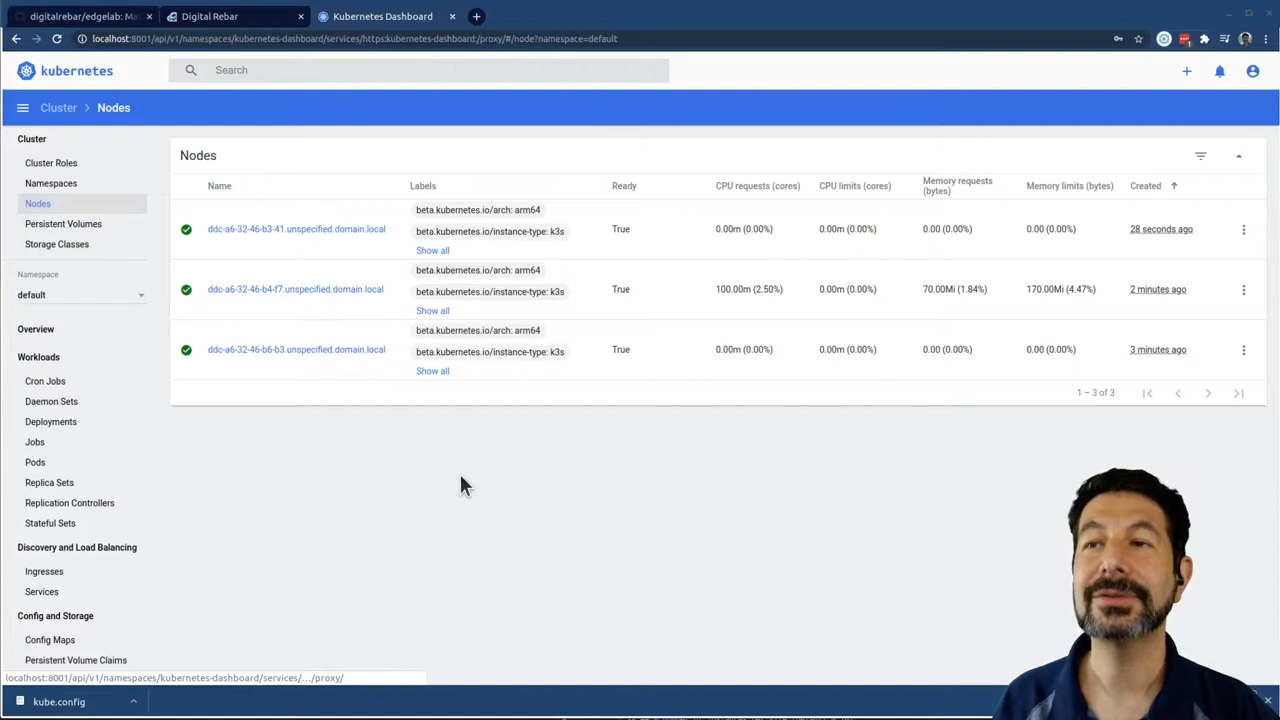 digitalrebar/edgelab: Ma
Digital Rebar
Kubernetes Dashboard
localhost:8001/api/v1/namespaces/kubernetes-dashboard/services/https:kubernetes-dashboard:/proxy/#/node?namespace=default
kubernetes
Search
Cluster > Nodes
Cluster
Cluster Roles
Namespaces
Nodes
Persistent Volumes
Storage Classes
Namespace
default
Overview
Workloads
Cron Jobs
Daemon Sets
Deployments
Jobs
Pods
Replica Sets
Replication Controllers
Stateful Sets
Discovery and Load Balancing
Ingresses
Services
Config and Storage
Config Maps
Persistent Volume Claims
Nodes
Name Labels Ready CPU requests (cores) CPU limits (cores) Memory requests (bytes) Memory limits (bytes) Created
beta.kubernetes.io/arch: arm64
ddc-a6-32-46-b3-41.unspecified.domain.local beta.kubernetes.io/instance-type: k3s True 0.00m (0.00%) 0.00m (0.00%) 0.00 (0.00%) 0.00 (0.00%) 28 seconds ago
Show all
beta.kubernetes.io/arch: arm64
ddc-a6-32-46-b4-f7.unspecified.domain.local beta.kubernetes.io/instance-type: k3s True 100.00m (2.50%) 0.00m (0.00%) 70.00Mi (1.84%) 170.00Mi (4.47%) 2 minutes ago
Show all
beta.kubernetes.io/arch: arm64
ddc-a6-32-46-b6-b3.unspecified.domain.local beta.kubernetes.io/instance-type: k3s True 0.00m (0.00%) 0.00m (0.00%) 0.00 (0.00%) 0.00 (0.00%) 3 minutes ago
Show all
1 – 3 of 3
localhost:8001/api/v1/namespaces/kubernetes-dashboard/services/…/proxy/
kube.config